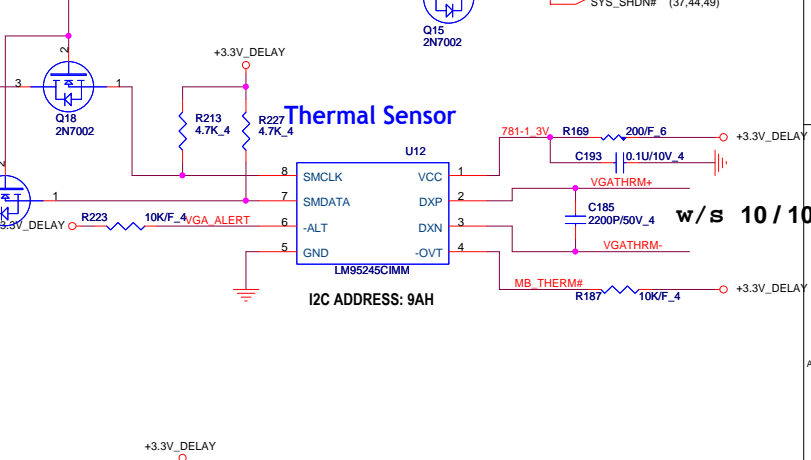 SYS_SHDN# (37,44,49)
Q15
2N7002
+3.3V_DELAY
2
3
1
Q18
2N7002
R213
4.7K_4
R227
4.7K_4
Thermal Sensor
781-1_3V
R169
200/F_6
+3.3V_DELAY
U12
C193
0.1U/10V_4
8
SMCLK
VCC
1
VGATHRM+
2
1
7
SMDATA
DXP
2
C185
2200P/50V_4
w/s 10/10
3.3V_DELAY
R223
10K/F_4
VGA_ALERT
6
-ALT
DXN
3
VGATHRM-
5
GND
-OVT
4
LM95245CIMM
MB_THERM#
R187
10K/F_4
+3.3V_DELAY
I2C ADDRESS: 9AH
A
+3.3V_DELAY